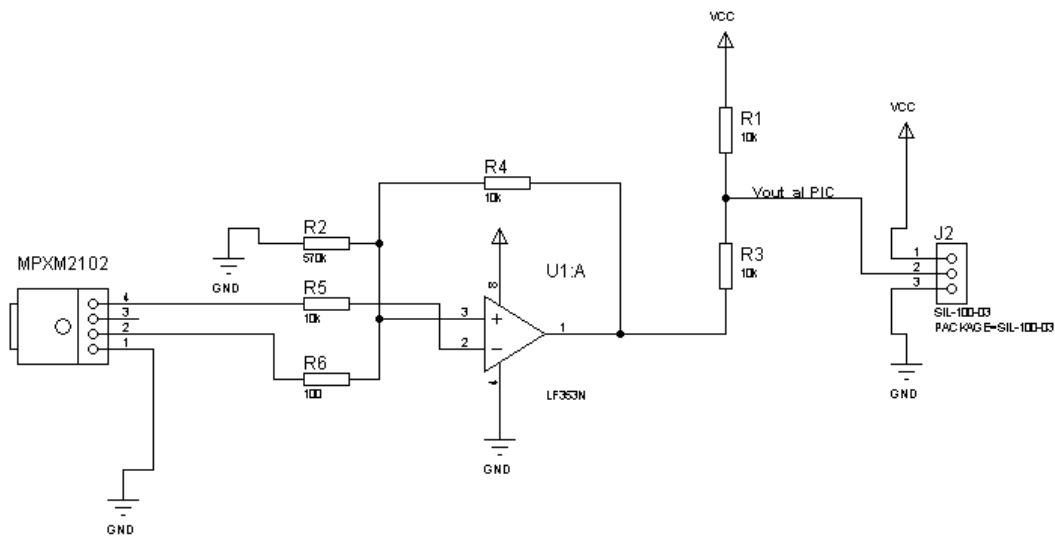 VCC
R1
10k
VCC
R4
10k
Vout al PIC
R2
570k
J2
GND
MPXM2102
U1:A
R3
10k
R5
10k
4
3
2
1
8
3
2
1
4
1
2
3
SIL-100-03
PACKAGE=SIL-100-03
R6
100
LF353N
GND
GND
GND